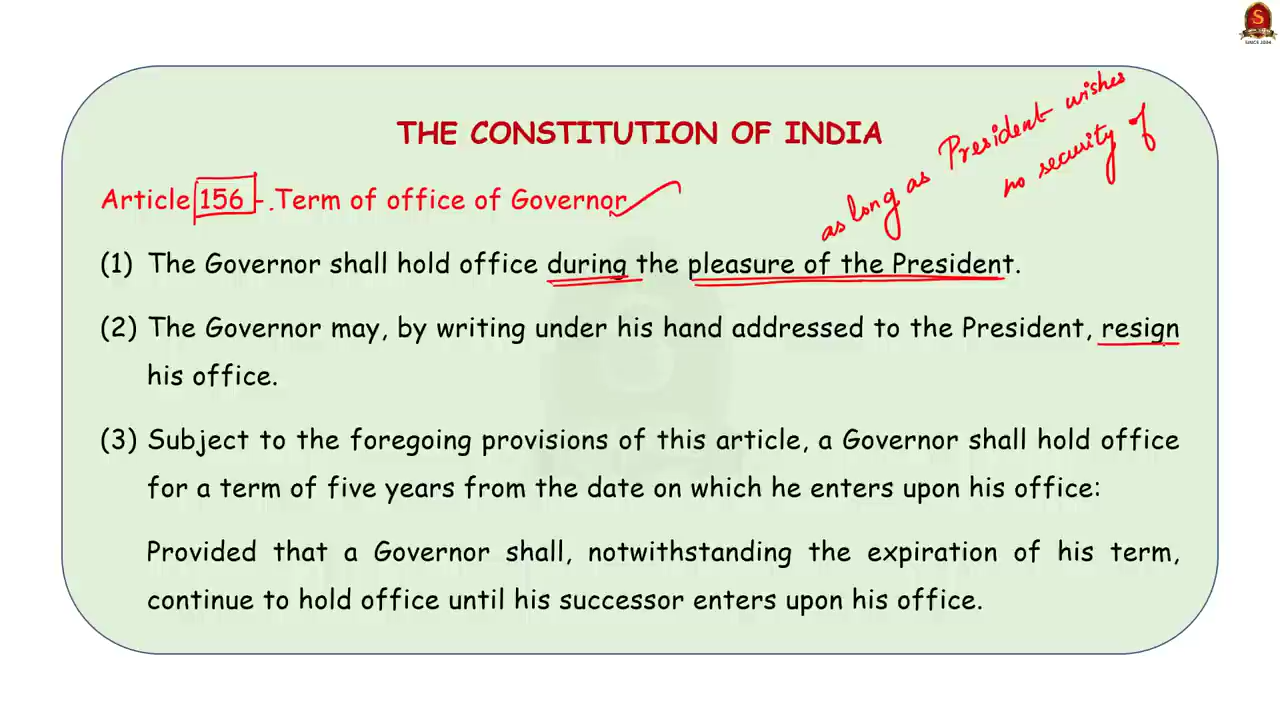 S
SINCE 2004
THE CONSTITUTION OF INDIA
as long as President wishes
no security of
Article 156 -. Term of office of Governor
(1) The Governor shall hold office during the pleasure of the President.
(2) The Governor may, by writing under his hand addressed to the President, resign
his office.
(3) Subject to the foregoing provisions of this article, a Governor shall hold office
for a term of five years from the date on which he enters upon his office:
Provided that a Governor shall, notwithstanding the expiration of his term,
continue to hold office until his successor enters upon his office.